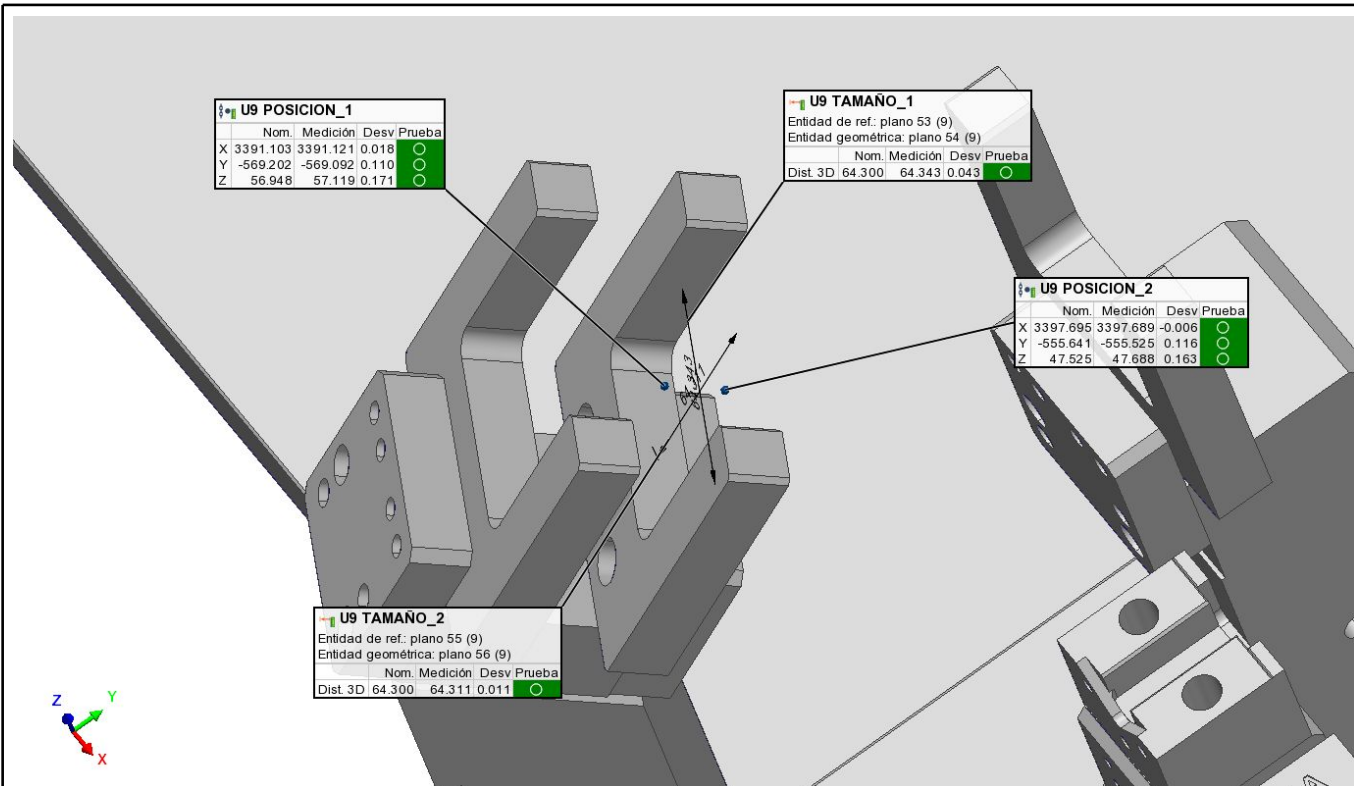 U9 POSICION_1
Nom. Medición Desv Prueba
X 3391.103 3391.121 0.018
Y -569.202 -569.092 0.110
Z 56.948 57.119 0.171
U9 TAMAÑO_1
Entidad de ref.: plano 53 (9)
Entidad geométrica: plano 54 (9)
Nom. Medición Desv Prueba
Dist. 3D 64.300 64.343 0.043
U9 POSICION_2
Nom. Medición Desv Prueba
X 3397.695 3397.689 -0.006
Y -555.641 -555.525 0.116
Z 47.525 47.688 0.163
U9 TAMAÑO_2
Entidad de ref.: plano 55 (9)
Entidad geométrica: plano 56 (9)
Nom. Medición Desv Prueba
Dist. 3D 64.300 64.311 0.011
Z
Y
X